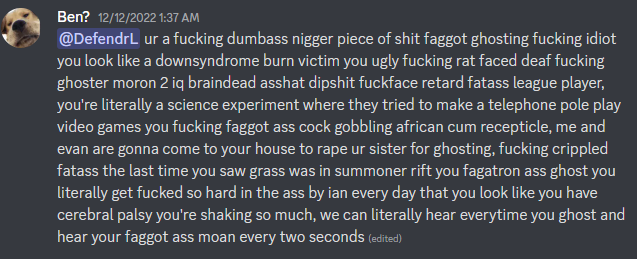 Ben? 12/12/2022 1:37 AM
@DefendrL ur a fucking dumbass nigger piece of shit faggot ghosting fucking idiot
you look like a downsyndrome burn victim you ugly fucking rat faced deaf fucking
ghoster moron 2 iq braindead asshat dipshit fuckface retard fatass league player,
you're literally a science experiment where they tried to make a telephone pole play
video games you fucking faggot ass cock gobbling african cum recepticle, me and
evan are gonna come to your house to rape ur sister for ghosting, fucking crippled
fatass the last time you saw grass was in summoner rift you fagatron ass ghost you
literally get fucked so hard in the ass by ian every day that you look like you have
cerebral palsy you're shaking so much, we can literally hear everytime you ghost and
hear your faggot ass moan every two seconds (edited)